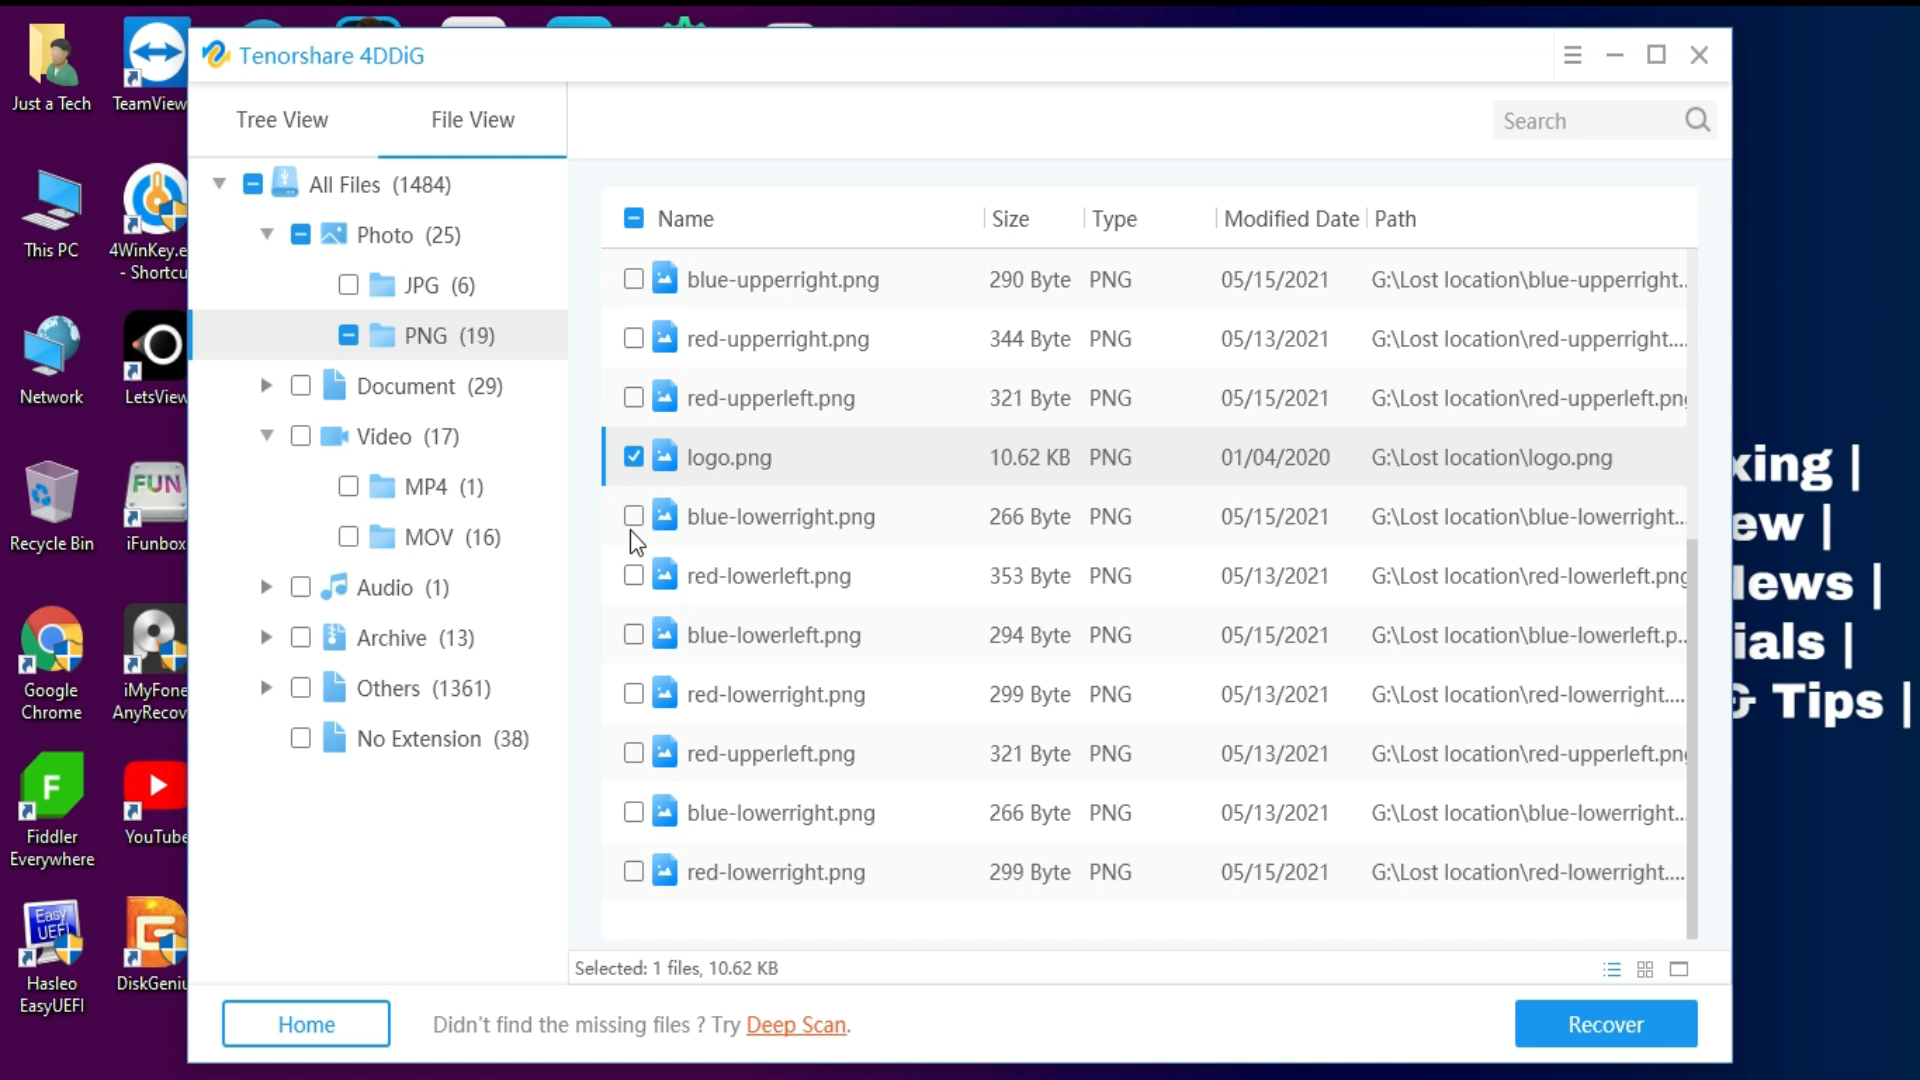 Tenorshare 4DDiG
Tree View
File View
Search
All Files (1484)
Photo (25)
JPG (6)
PNG (19)
Document (29)
Video (17)
MP4 (1)
MOV (16)
Audio (1)
Archive (13)
Others (1361)
No Extension (38)
Name Size Type Modified Date Path
blue-upperright.png 290 Byte PNG 05/15/2021 G:\Lost location\blue-upperright...
red-upperright.png 344 Byte PNG 05/13/2021 G:\Lost location\red-upperright....
red-upperleft.png 321 Byte PNG 05/15/2021 G:\Lost location\red-upperleft.png
logo.png 10.62 KB PNG 01/04/2020 G:\Lost location\logo.png
blue-lowerright.png 266 Byte PNG 05/15/2021 G:\Lost location\blue-lowerright...
red-lowerleft.png 353 Byte PNG 05/13/2021 G:\Lost location\red-lowerleft.png
blue-lowerleft.png 294 Byte PNG 05/15/2021 G:\Lost location\blue-lowerleft.p...
red-lowerright.png 299 Byte PNG 05/13/2021 G:\Lost location\red-lowerright....
red-upperleft.png 321 Byte PNG 05/13/2021 G:\Lost location\red-upperleft.png
blue-lowerright.png 266 Byte PNG 05/13/2021 G:\Lost location\blue-lowerright...
red-lowerright.png 299 Byte PNG 05/15/2021 G:\Lost location\red-lowerright....
Selected: 1 files, 10.62 KB
Home
Didn't find the missing files ? Try Deep Scan.
Recover
Just a Tech
TeamView
This PC
4WinKey.e
- Shortcu
Network
LetsView
Recycle Bin
FUN
iFunbox
Google
Chrome
iMyFone
AnyRecov
F
Fiddler
Everywhere
YouTube
Easy
UEFI
Hasleo
EasyUEFI
DiskGeniu
king |
ew |
lews |
ials |
& Tips |